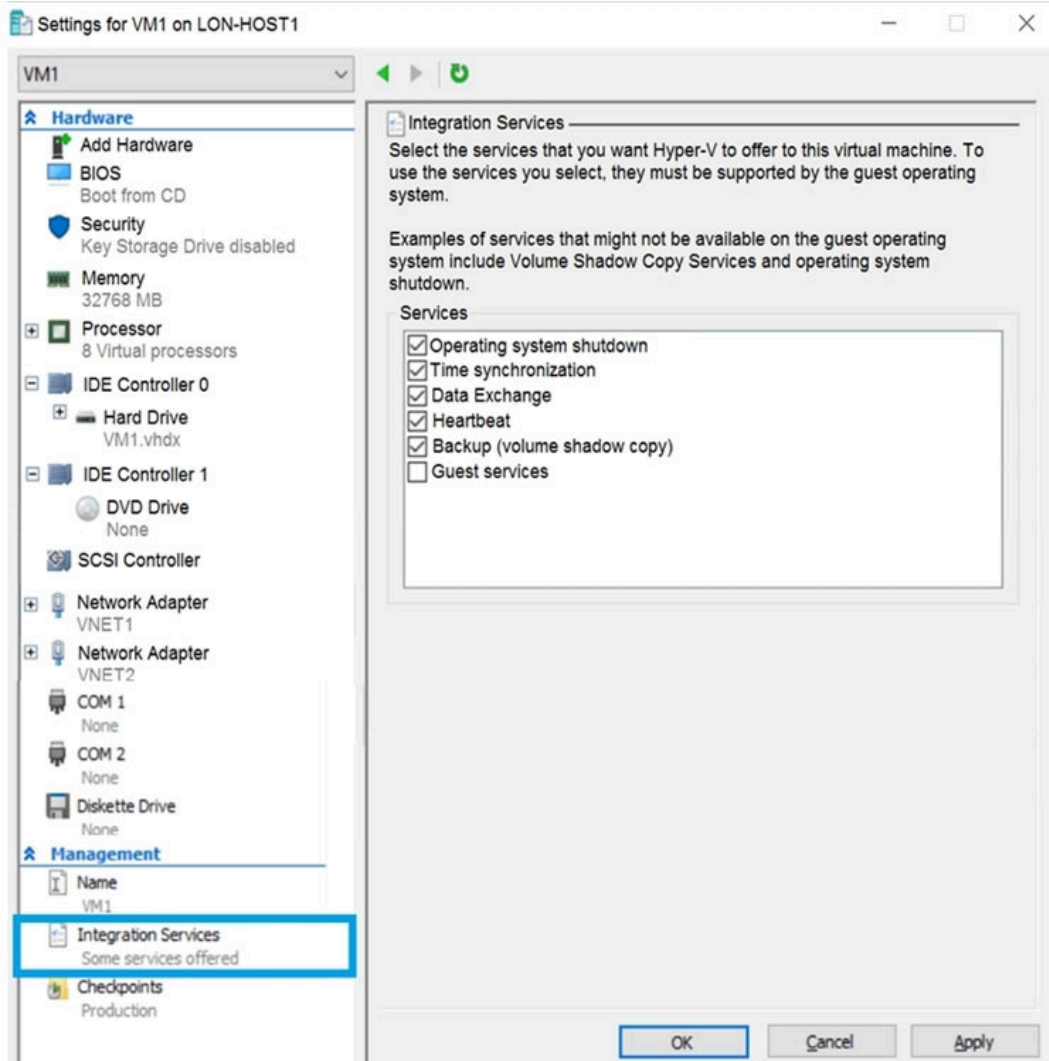 Settings for VM1 on LON-HOST1
VM1
Hardware
Add Hardware
BIOS
Boot from CD
Security
Key Storage Drive disabled
Memory
32768 MB
Processor
8 Virtual processors
IDE Controller 0
Hard Drive
VM1.vhdx
IDE Controller 1
DVD Drive
None
SCSI Controller
Network Adapter
VNET1
Network Adapter
VNET2
COM 1
None
COM 2
None
Diskette Drive
None
Management
Name
VM1
Integration Services
Some services offered
Checkpoints
Production
Integration Services
Select the services that you want Hyper-V to offer to this virtual machine. To
use the services you select, they must be supported by the guest operating
system.
Examples of services that might not be available on the guest operating
system include Volume Shadow Copy Services and operating system
shutdown.
Services
Operating system shutdown
Time synchronization
Data Exchange
Heartbeat
Backup (volume shadow copy)
Guest services
OK
Cancel
Apply